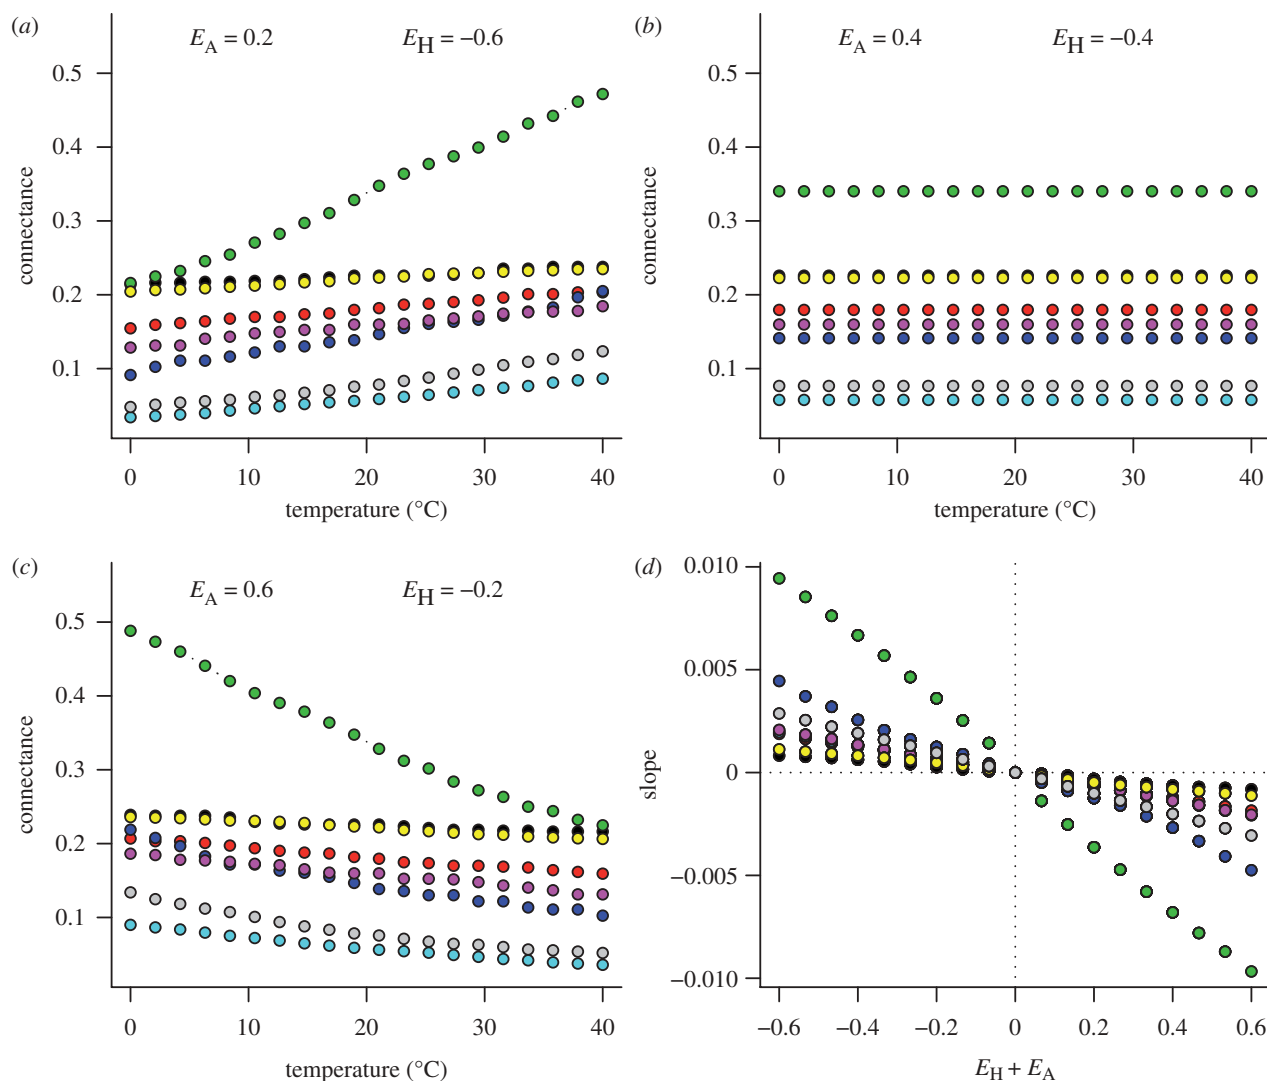 (a) E_A = 0.2 E_H = −0.6
0.5
0.4
0.3
0.2
0.1
connectance
0 10 20 30 40
temperature (°C)
(b) E_A = 0.4 E_H = −0.4
0.5
0.4
0.3
0.2
0.1
connectance
0 10 20 30 40
temperature (°C)
(c) E_A = 0.6 E_H = −0.2
0.5
0.4
0.3
0.2
0.1
connectance
0 10 20 30 40
temperature (°C)
(d)
0.010
0.005
0
−0.005
−0.010
slope
−0.6 −0.4 −0.2 0 0.2 0.4 0.6
E_H + E_A